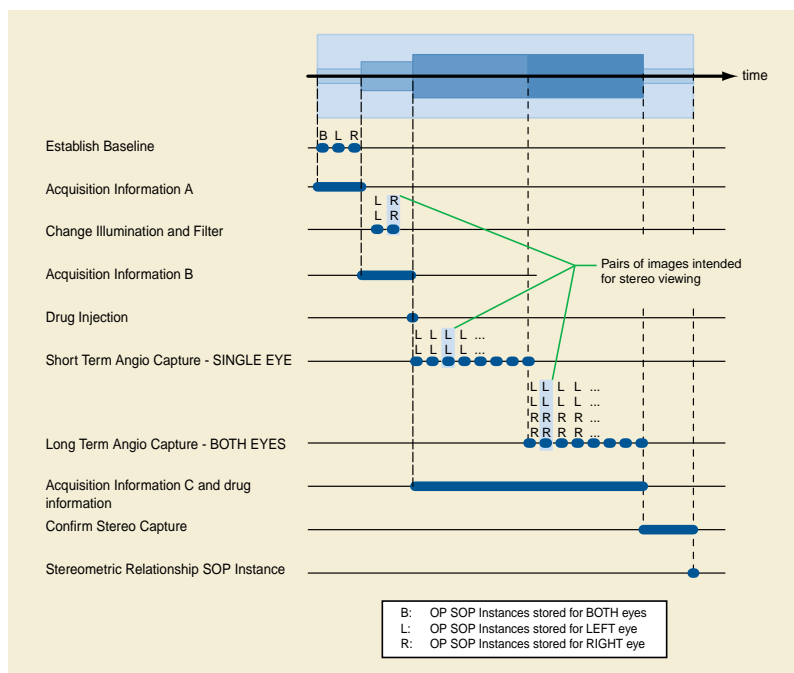 time
B L R
Establish Baseline
Acquisition Information A
L R
L R
Change Illumination and Filter
Acquisition Information B
Pairs of images intended
for stereo viewing
Drug Injection
L L L L ...
L L L L ...
Short Term Angio Capture - SINGLE EYE
L L L L ...
L L L L ...
R R R R ...
R R R R ...
Long Term Angio Capture - BOTH EYES
Acquisition Information C and drug
information
Confirm Stereo Capture
Stereometric Relationship SOP Instance
B: OP SOP Instances stored for BOTH eyes
L: OP SOP Instances stored for LEFT eye
R: OP SOP Instances stored for RIGHT eye